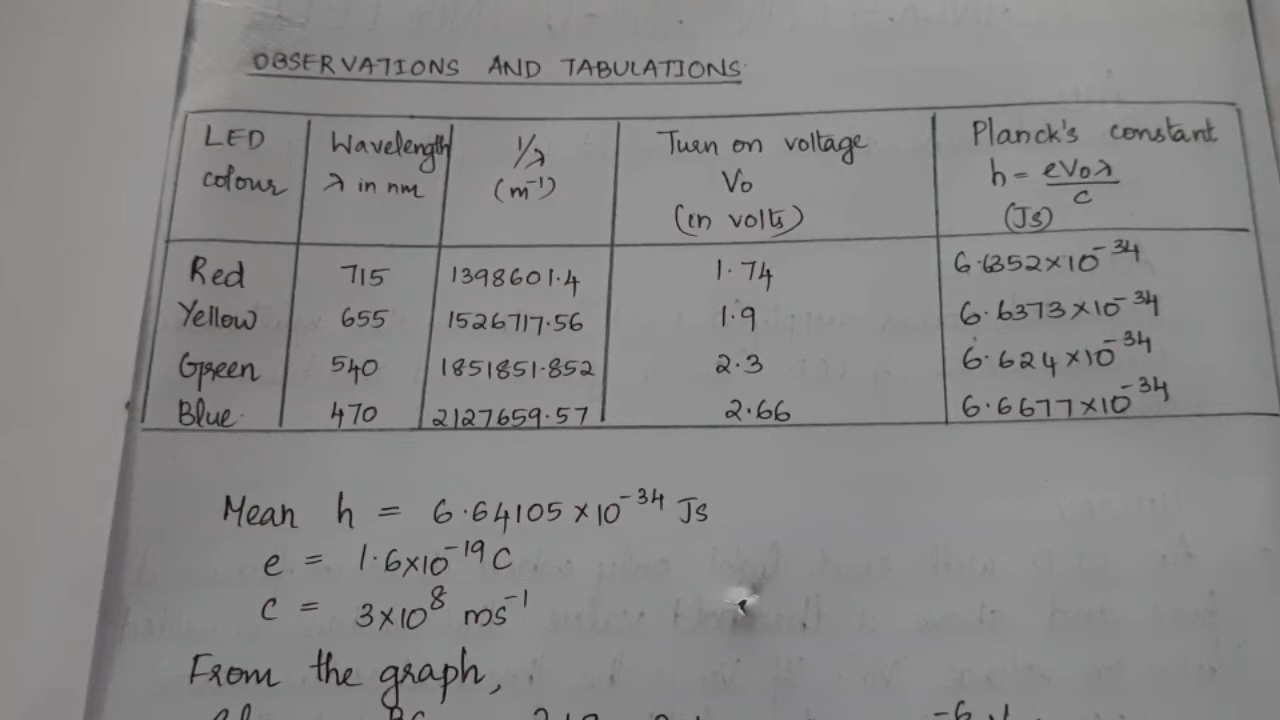 OBSERVATIONS AND TABULATIONS
LED colour | Wavelength λ in nm | 1/λ (m⁻¹) | Turn on voltage V₀ (in volts) | Planck's constant h = eV₀λ/c (Js)
Red | 715 | 1398601.4 | 1.74 | 6.6352×10⁻³⁴
Yellow | 655 | 1526717.56 | 1.9 | 6.6373×10⁻³⁴
Green | 540 | 1851851.852 | 2.3 | 6.624×10⁻³⁴
Blue | 470 | 2127659.57 | 2.66 | 6.6677×10⁻³⁴
Mean h = 6.64105×10⁻³⁴ Js
e = 1.6×10⁻¹⁹ C
c = 3×10⁸ ms⁻¹
From the graph,